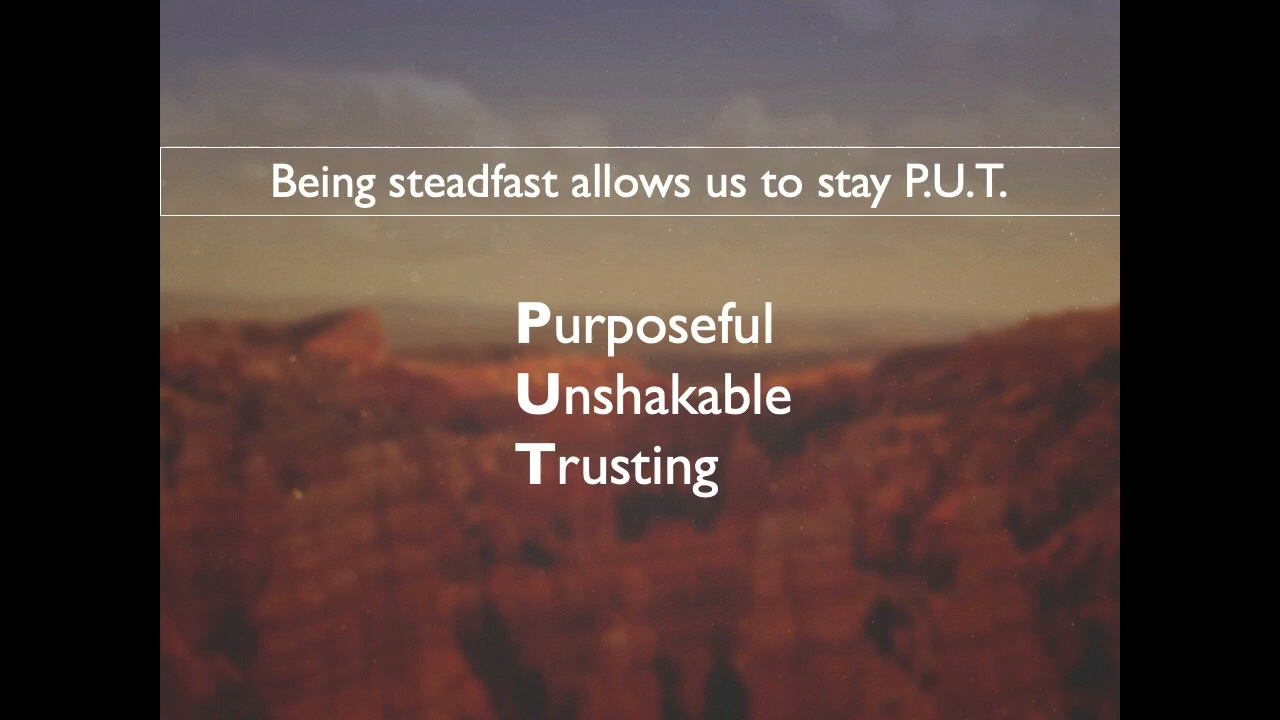 Being steadfast allows us to stay P.U.T.
Purposeful
Unshakable
Trusting